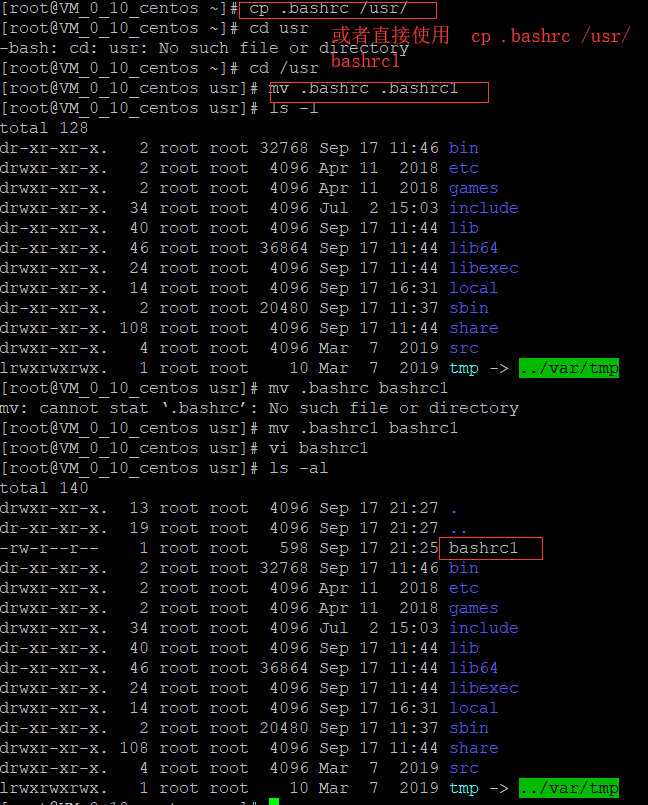 [root@VM_0_10_centos ~]# cp .bashrc /usr/
[root@VM_0_10_centos ~]# cd usr
或者直接使用 cp .bashrc /usr/
-bash: cd: usr: No such file or directory
bashrc1
[root@VM_0_10_centos ~]# cd /usr
[root@VM_0_10_centos usr]# mv .bashrc .bashrc1
[root@VM_0_10_centos usr]# ls -l
total 128
dr-xr-xr-x. 2 root root 32768 Sep 17 11:46 bin
drwxr-xr-x. 2 root root 4096 Apr 11 2018 etc
drwxr-xr-x. 2 root root 4096 Apr 11 2018 games
drwxr-xr-x. 34 root root 4096 Jul 2 15:03 include
dr-xr-xr-x. 40 root root 4096 Sep 17 11:44 lib
dr-xr-xr-x. 46 root root 36864 Sep 17 11:44 lib64
drwxr-xr-x. 24 root root 4096 Sep 17 11:44 libexec
drwxr-xr-x. 14 root root 4096 Sep 17 16:31 local
dr-xr-xr-x. 2 root root 20480 Sep 17 11:37 sbin
drwxr-xr-x. 108 root root 4096 Sep 17 11:44 share
drwxr-xr-x. 4 root root 4096 Mar 7 2019 src
lrwxrwxrwx. 1 root root 10 Mar 7 2019 tmp -> ../var/tmp
[root@VM_0_10_centos usr]# mv .bashrc bashrc1
mv: cannot stat ‘.bashrc’: No such file or directory
[root@VM_0_10_centos usr]# mv .bashrc1 bashrc1
[root@VM_0_10_centos usr]# vi bashrc1
[root@VM_0_10_centos usr]# ls -al
total 140
drwxr-xr-x. 13 root root 4096 Sep 17 21:27 .
dr-xr-xr-x. 19 root root 4096 Sep 17 21:27 ..
-rw-r--r-- 1 root root 598 Sep 17 21:25 bashrc1
dr-xr-xr-x. 2 root root 32768 Sep 17 11:46 bin
drwxr-xr-x. 2 root root 4096 Apr 11 2018 etc
drwxr-xr-x. 2 root root 4096 Apr 11 2018 games
drwxr-xr-x. 34 root root 4096 Jul 2 15:03 include
dr-xr-xr-x. 40 root root 4096 Sep 17 11:44 lib
dr-xr-xr-x. 46 root root 36864 Sep 17 11:44 lib64
drwxr-xr-x. 24 root root 4096 Sep 17 11:44 libexec
drwxr-xr-x. 14 root root 4096 Sep 17 16:31 local
dr-xr-xr-x. 2 root root 20480 Sep 17 11:37 sbin
drwxr-xr-x. 108 root root 4096 Sep 17 11:44 share
drwxr-xr-x. 4 root root 4096 Mar 7 2019 src
lrwxrwxrwx. 1 root root 10 Mar 7 2019 tmp -> ../var/tmp